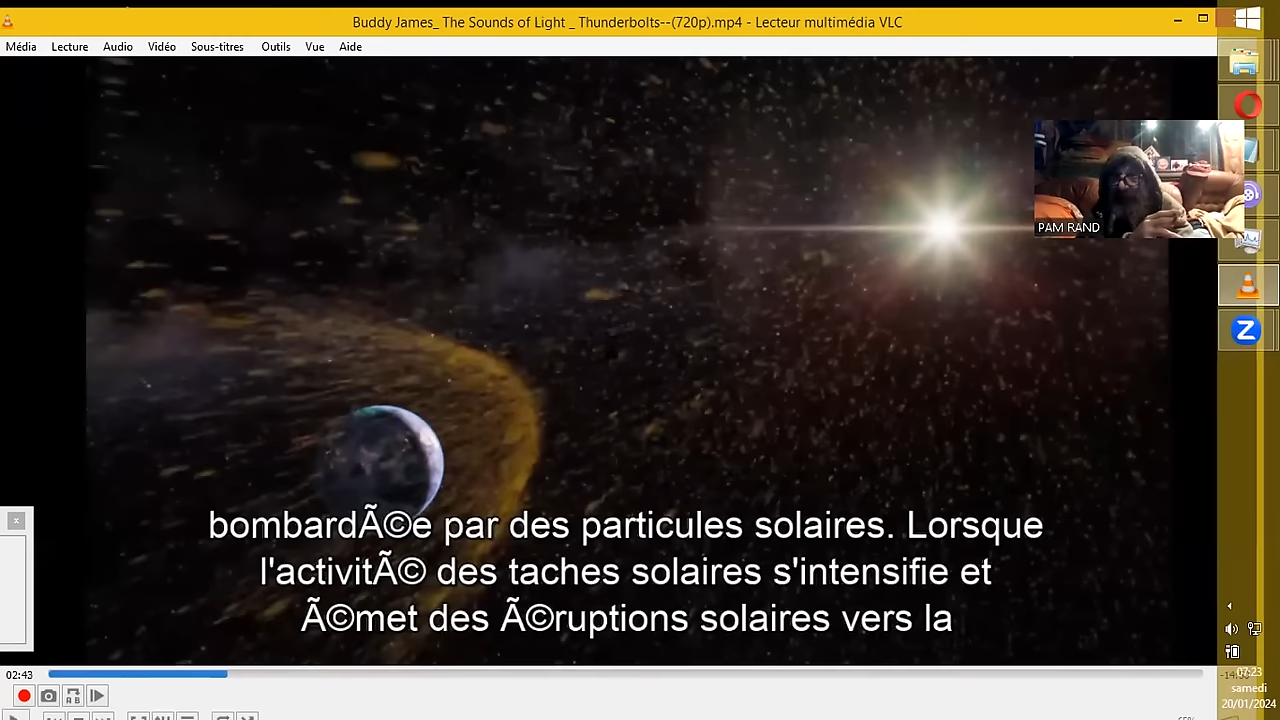 Buddy James_ The Sounds of Light _ Thunderbolts--(720p).mp4 - Lecteur multimédia VLC
Média Lecture Audio Vidéo Sous-titres Outils Vue Aide
PAM RAND
bombardÃ©e par des particules solaires. Lorsque
l'activitÃ© des taches solaires s'intensifie et
Ã©met des Ã©ruptions solaires vers la
02:43
07:23
samedi
20/01/2024